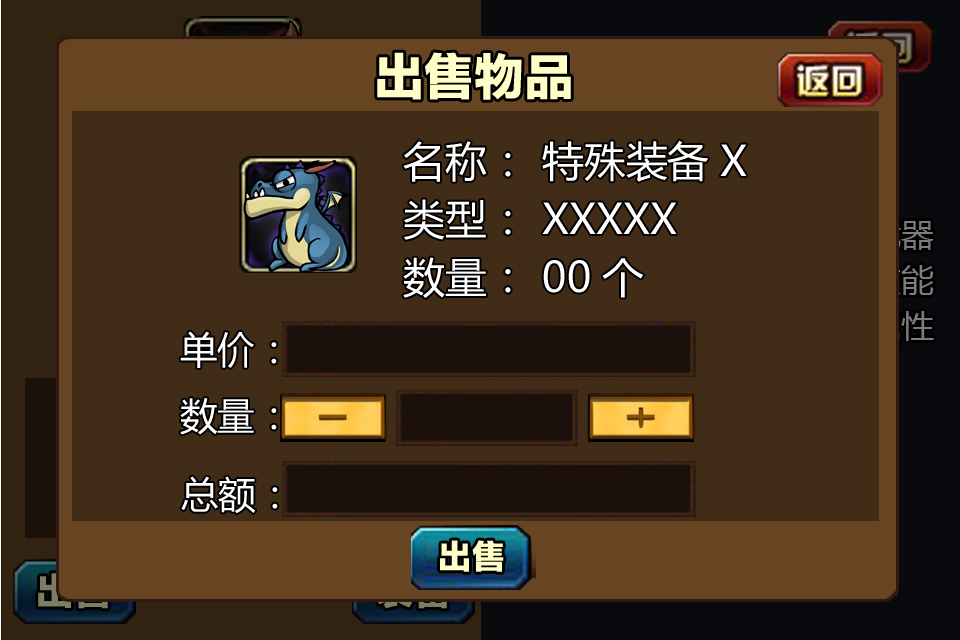 出售物品
返回
名称： 特殊装备 X
类型： XXXXX
数量： 00 个
单价：
数量：
－
＋
总额：
出售
器
能
性